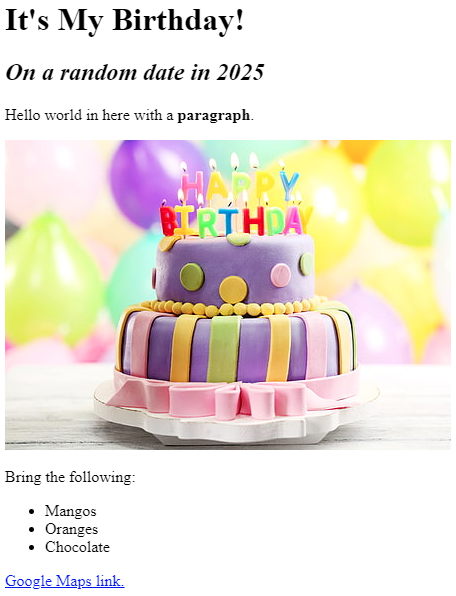 It's My Birthday!
On a random date in 2025
Hello world in here with a paragraph.
HAPPY
BIRTHDAY
Bring the following:
Mangos
Oranges
Chocolate
Google Maps link.